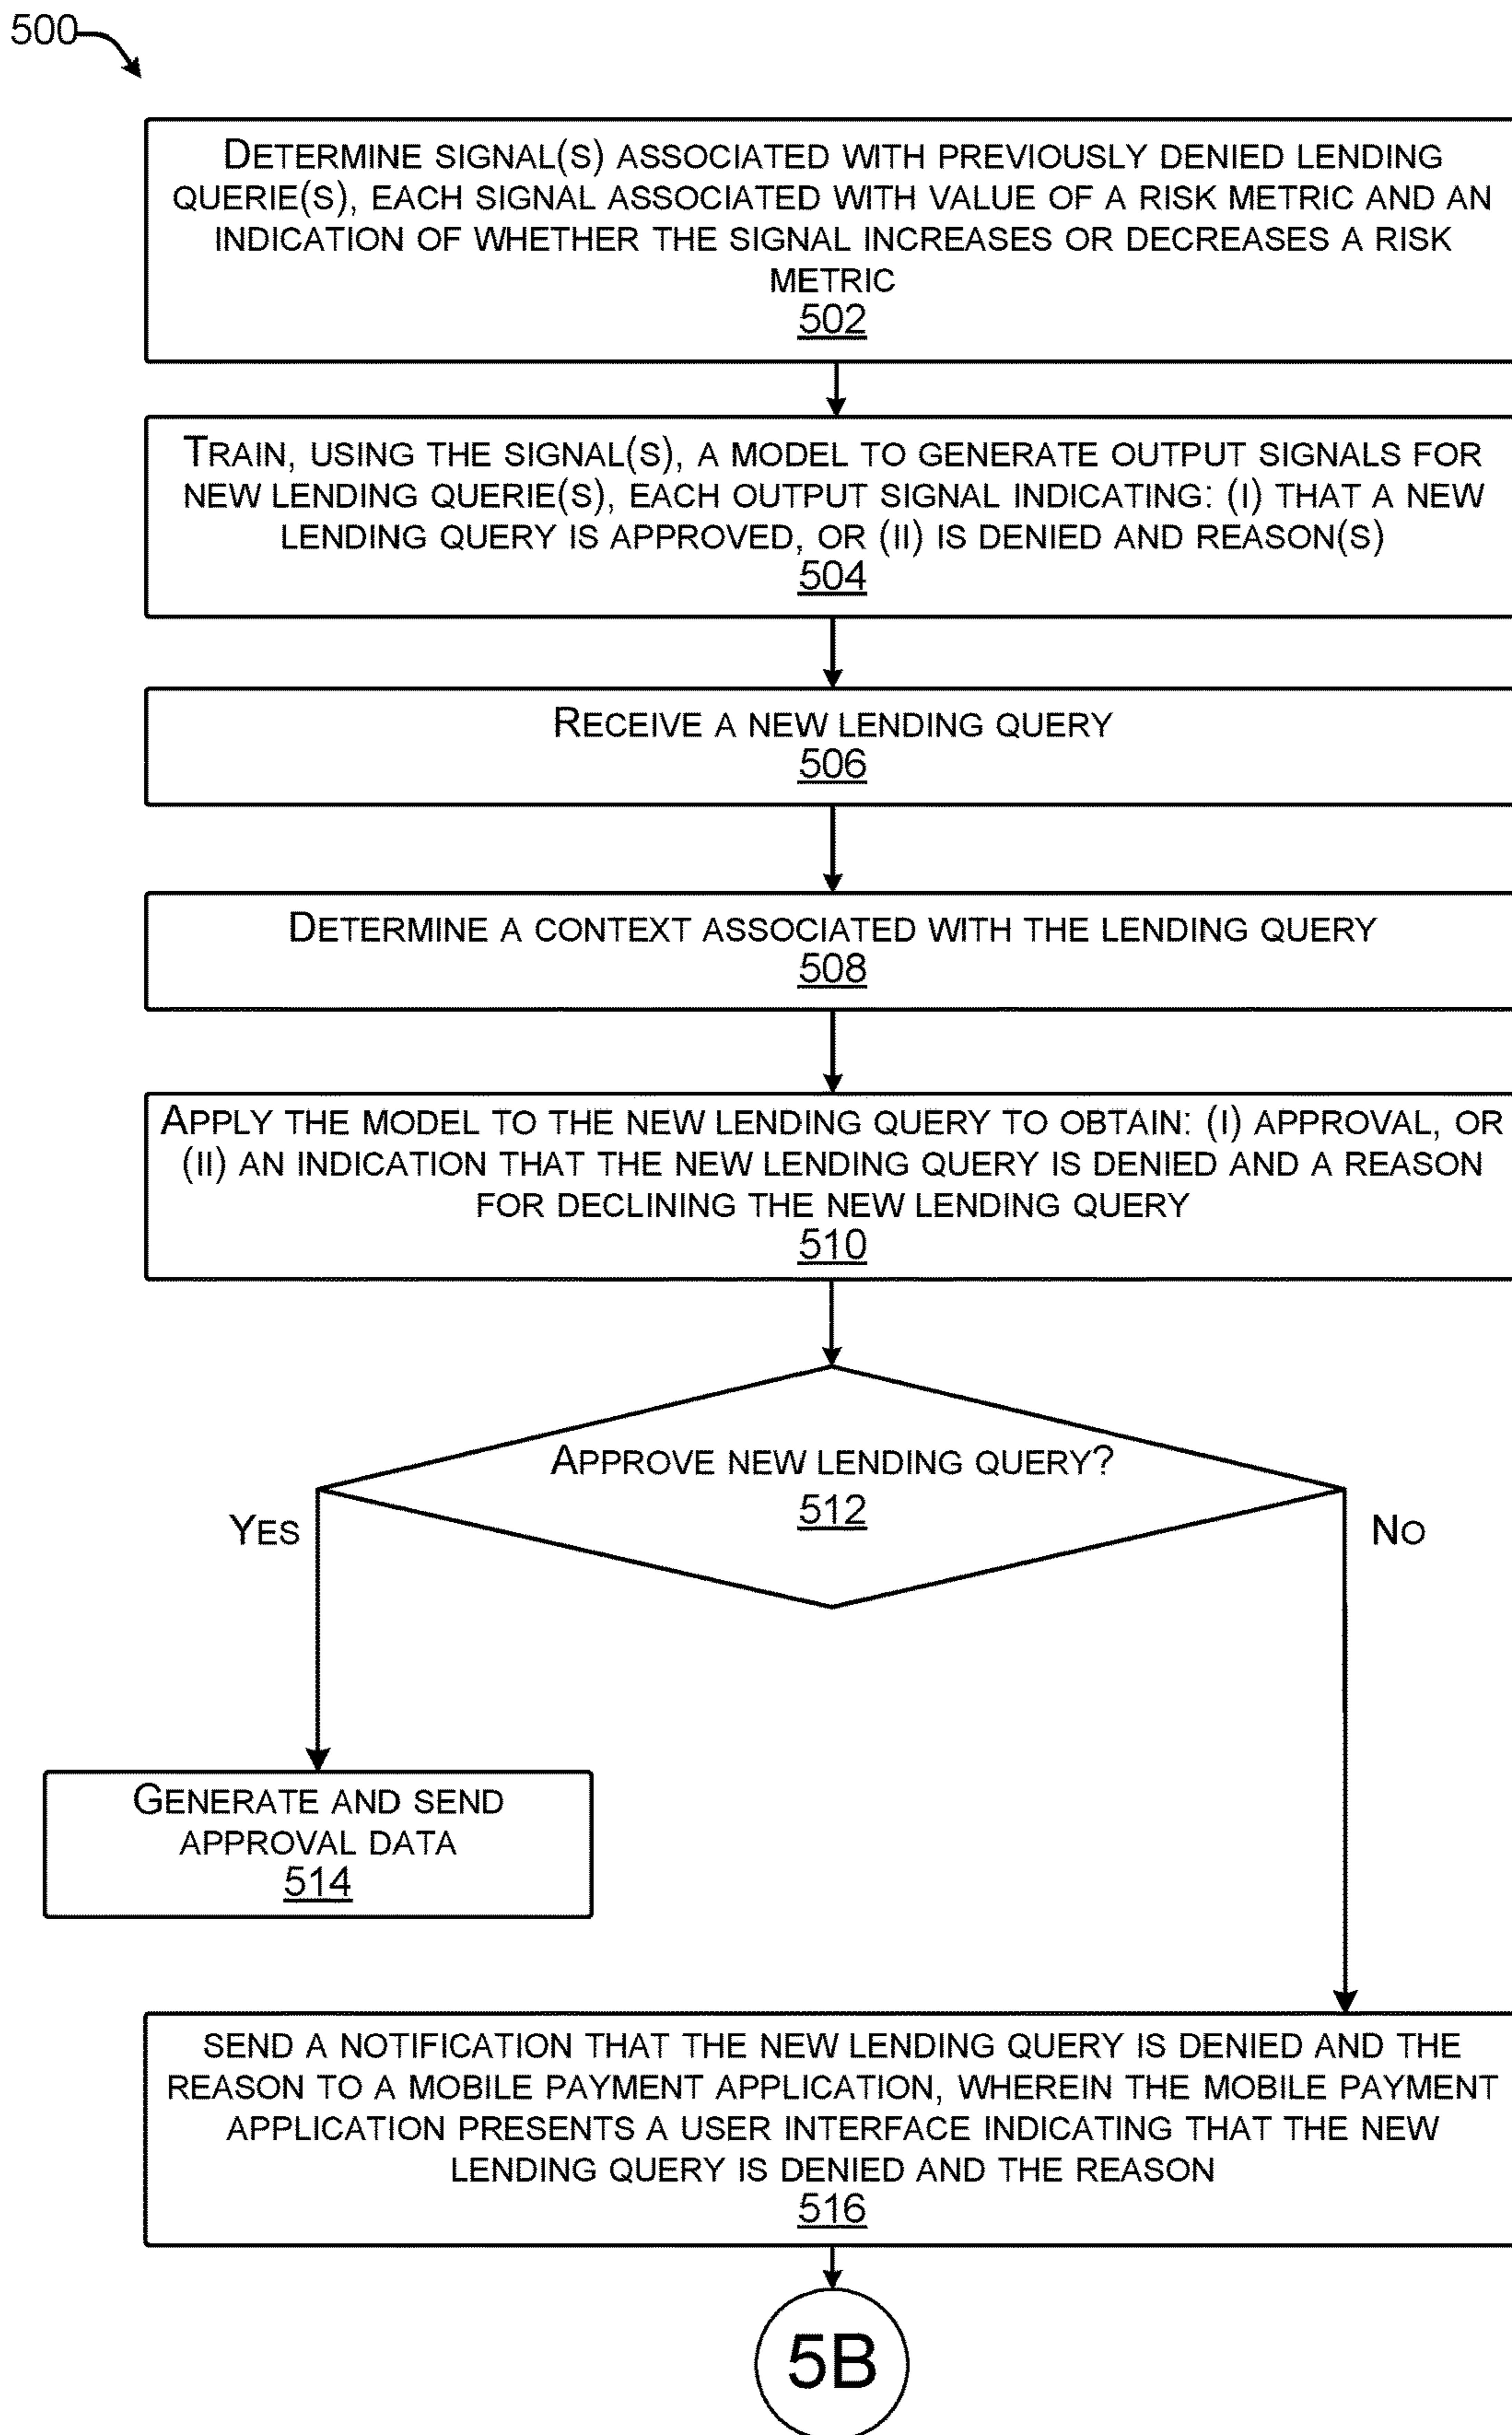 500
DETERMINE SIGNAL(S) ASSOCIATED WITH PREVIOUSLY DENIED LENDING
QUERIE(S), EACH SIGNAL ASSOCIATED WITH VALUE OF A RISK METRIC AND AN
INDICATION OF WHETHER THE SIGNAL INCREASES OR DECREASES A RISK
METRIC
502
TRAIN, USING THE SIGNAL(S), A MODEL TO GENERATE OUTPUT SIGNALS FOR
NEW LENDING QUERIE(S), EACH OUTPUT SIGNAL INDICATING: (I) THAT A NEW
LENDING QUERY IS APPROVED, OR (II) IS DENIED AND REASON(S)
504
RECEIVE A NEW LENDING QUERY
506
DETERMINE A CONTEXT ASSOCIATED WITH THE LENDING QUERY
508
APPLY THE MODEL TO THE NEW LENDING QUERY TO OBTAIN: (I) APPROVAL, OR
(II) AN INDICATION THAT THE NEW LENDING QUERY IS DENIED AND A REASON
FOR DECLINING THE NEW LENDING QUERY
510
APPROVE NEW LENDING QUERY?
512
YES
NO
GENERATE AND SEND
APPROVAL DATA
514
SEND A NOTIFICATION THAT THE NEW LENDING QUERY IS DENIED AND THE
REASON TO A MOBILE PAYMENT APPLICATION, WHEREIN THE MOBILE PAYMENT
APPLICATION PRESENTS A USER INTERFACE INDICATING THAT THE NEW
LENDING QUERY IS DENIED AND THE REASON
516
5B